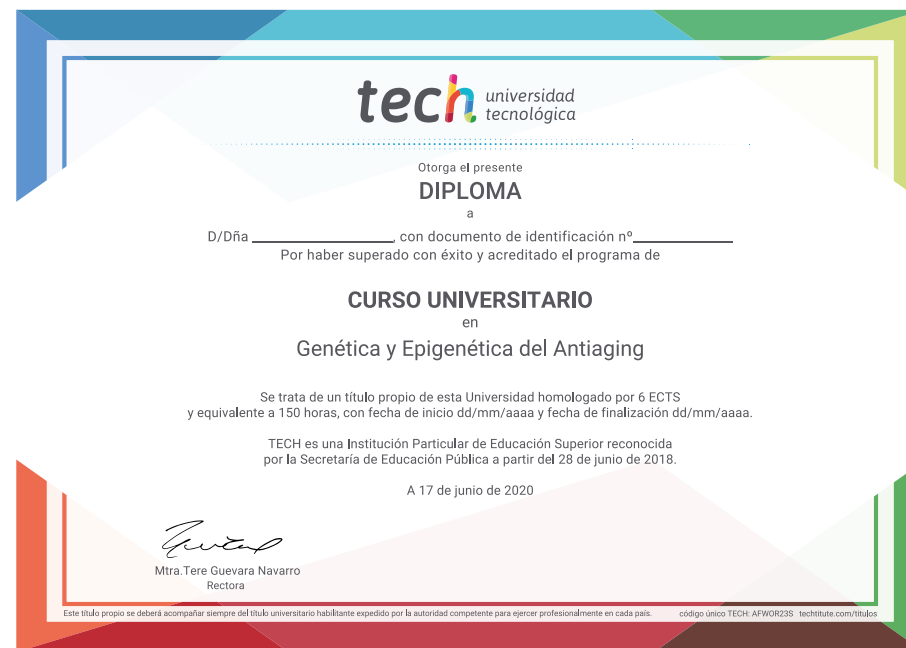 tech universidad
tecnológica
Otorga el presente
DIPLOMA
a
D/Dña ____________________, con documento de identificación nº______________
Por haber superado con éxito y acreditado el programa de
CURSO UNIVERSITARIO
en
Genética y Epigenética del Antiaging
Se trata de un título propio de esta Universidad homologado por 6 ECTS
y equivalente a 150 horas, con fecha de inicio dd/mm/aaaa y fecha de finalización dd/mm/aaaa.
TECH es una Institución Particular de Educación Superior reconocida
por la Secretaría de Educación Pública a partir del 28 de junio de 2018.
A 17 de junio de 2020
Mtra.Tere Guevara Navarro
Rectora
Este título propio se deberá acompañar siempre del título universitario habilitante expedido por la autoridad competente para ejercer profesionalmente en cada país. código único TECH: AFWOR23S techtitute.com/titulos